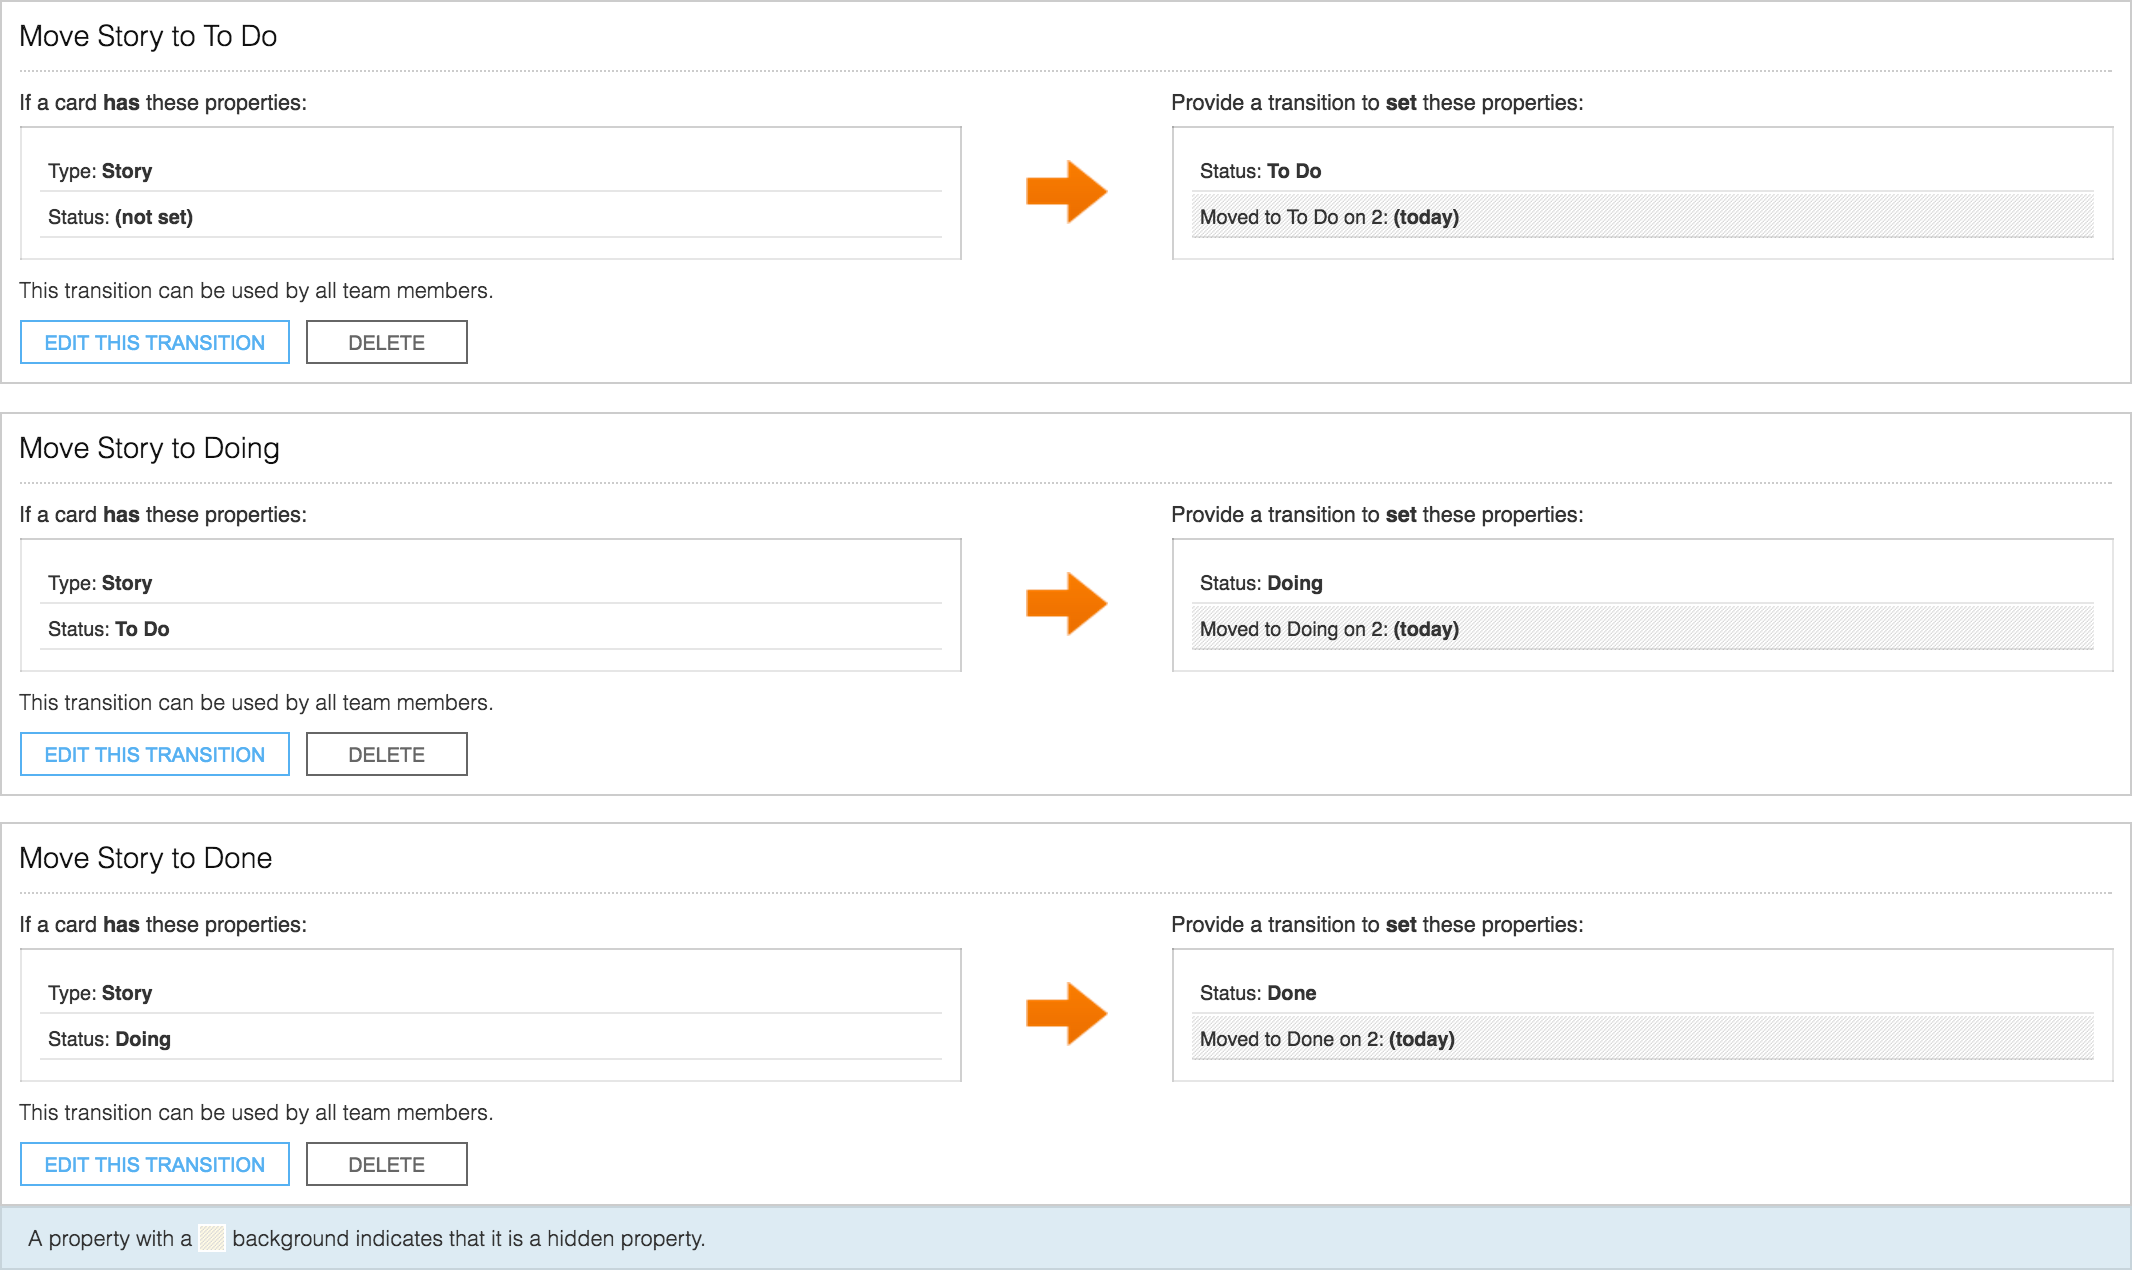 Move Story to To Do
If a card has these properties:
Provide a transition to set these properties:
Type: Story
Status: (not set)
Status: To Do
Moved to To Do on 2: (today)
This transition can be used by all team members.
EDIT THIS TRANSITION
DELETE
Move Story to Doing
If a card has these properties:
Provide a transition to set these properties:
Type: Story
Status: To Do
Status: Doing
Moved to Doing on 2: (today)
This transition can be used by all team members.
EDIT THIS TRANSITION
DELETE
Move Story to Done
If a card has these properties:
Provide a transition to set these properties:
Type: Story
Status: Doing
Status: Done
Moved to Done on 2: (today)
This transition can be used by all team members.
EDIT THIS TRANSITION
DELETE
A property with a background indicates that it is a hidden property.